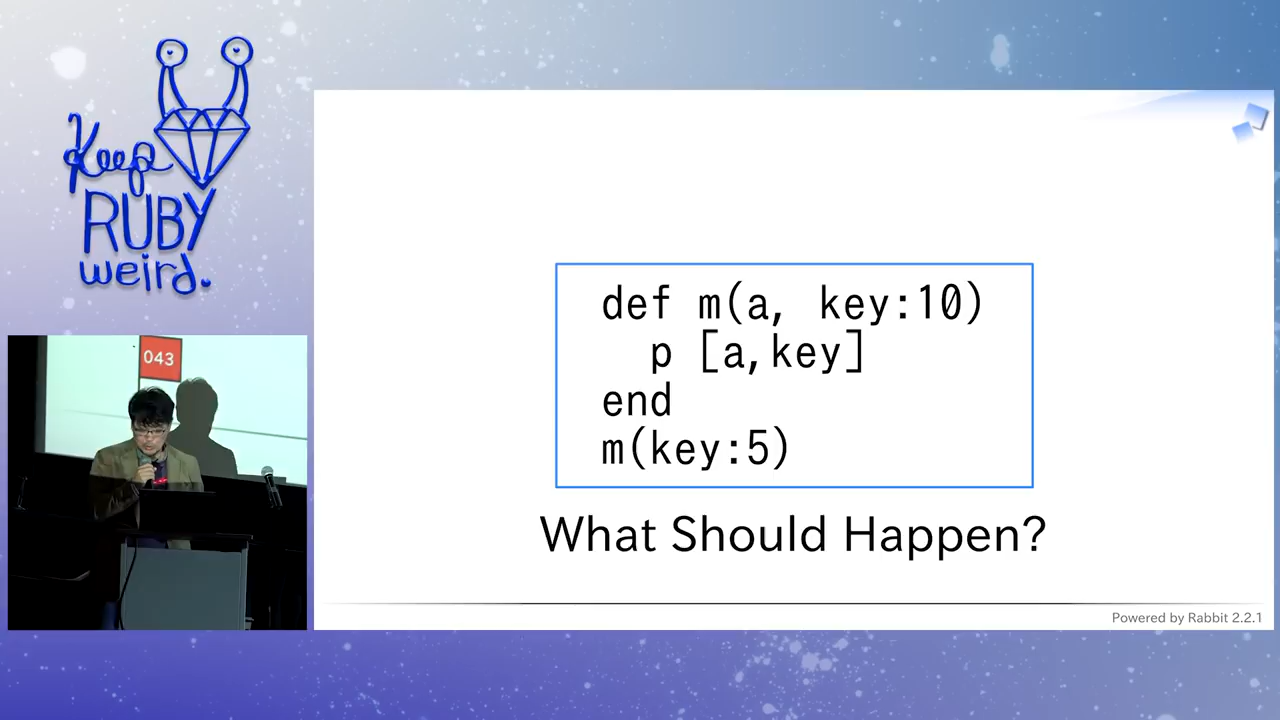 Keep
RUBY
weird.
043
def m(a, key:10)
  p [a,key]
end
m(key:5)
What Should Happen?
Powered by Rabbit 2.2.1